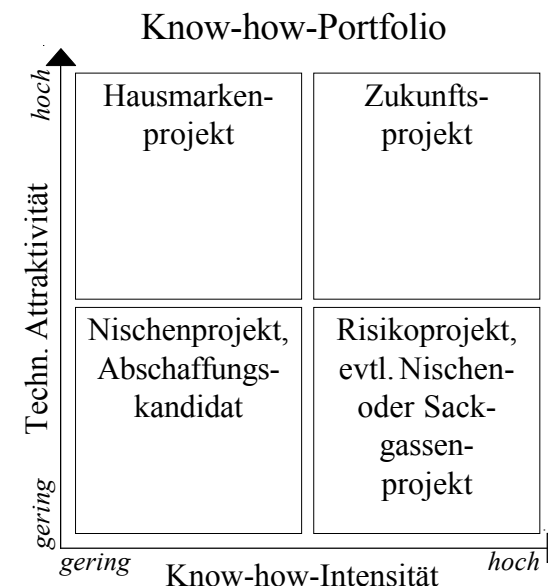 Know-how-Portfolio
hoch
Hausmarken-
projekt
Zukunfts-
projekt
Techn. Attraktivität
Nischenprojekt,
Abschaffungs-
kandidat
Risikoprojekt,
evtl. Nischen-
oder Sack-
gassen-
projekt
gering
gering
hoch
Know-how-Intensität